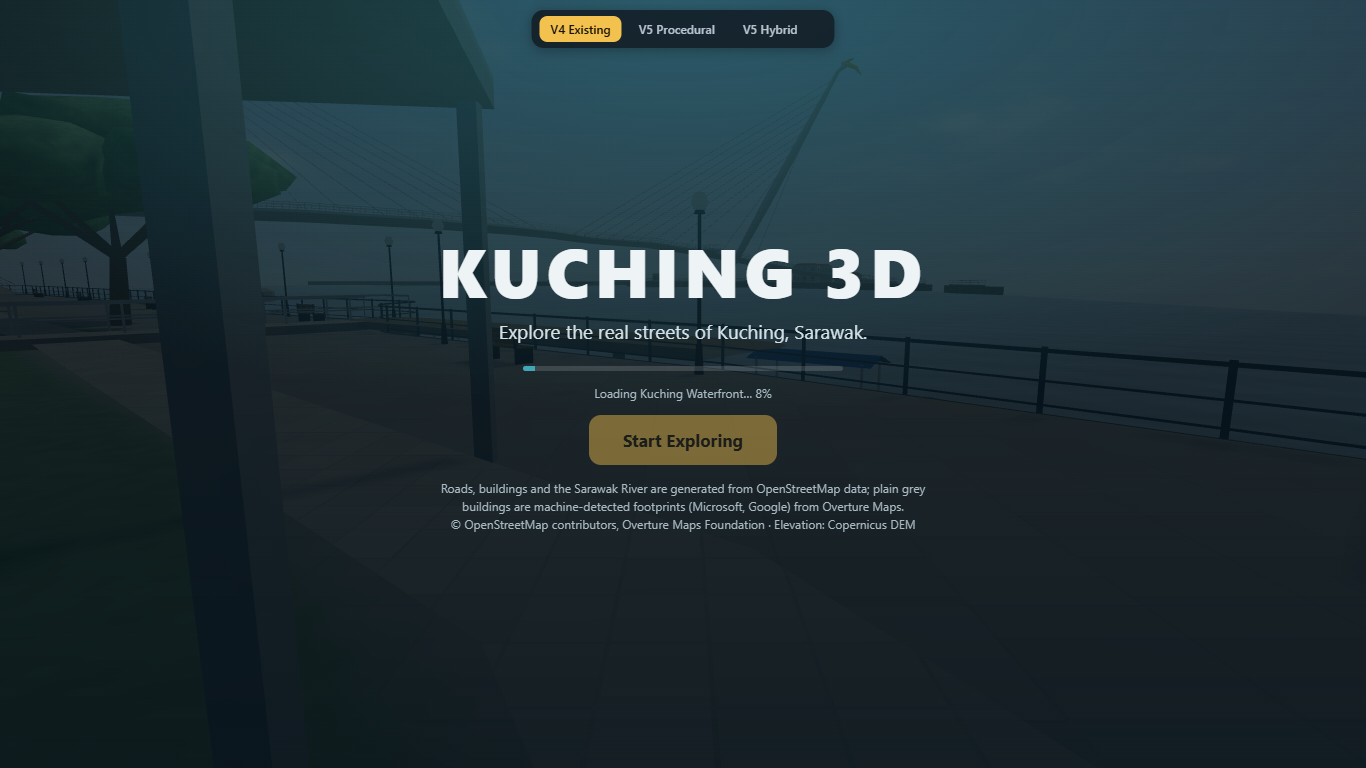 V4 Existing V5 Procedural V5 Hybrid
KUCHING 3D
Explore the real streets of Kuching, Sarawak.
Loading Kuching Waterfront... 8%
Start Exploring
Roads, buildings and the Sarawak River are generated from OpenStreetMap data; plain grey
buildings are machine-detected footprints (Microsoft, Google) from Overture Maps.
© OpenStreetMap contributors, Overture Maps Foundation · Elevation: Copernicus DEM